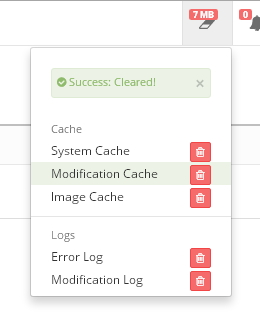 7 MB
0
Success: Cleared!
×
Cache
System Cache
Modification Cache
Image Cache
Logs
Error Log
Modification Log